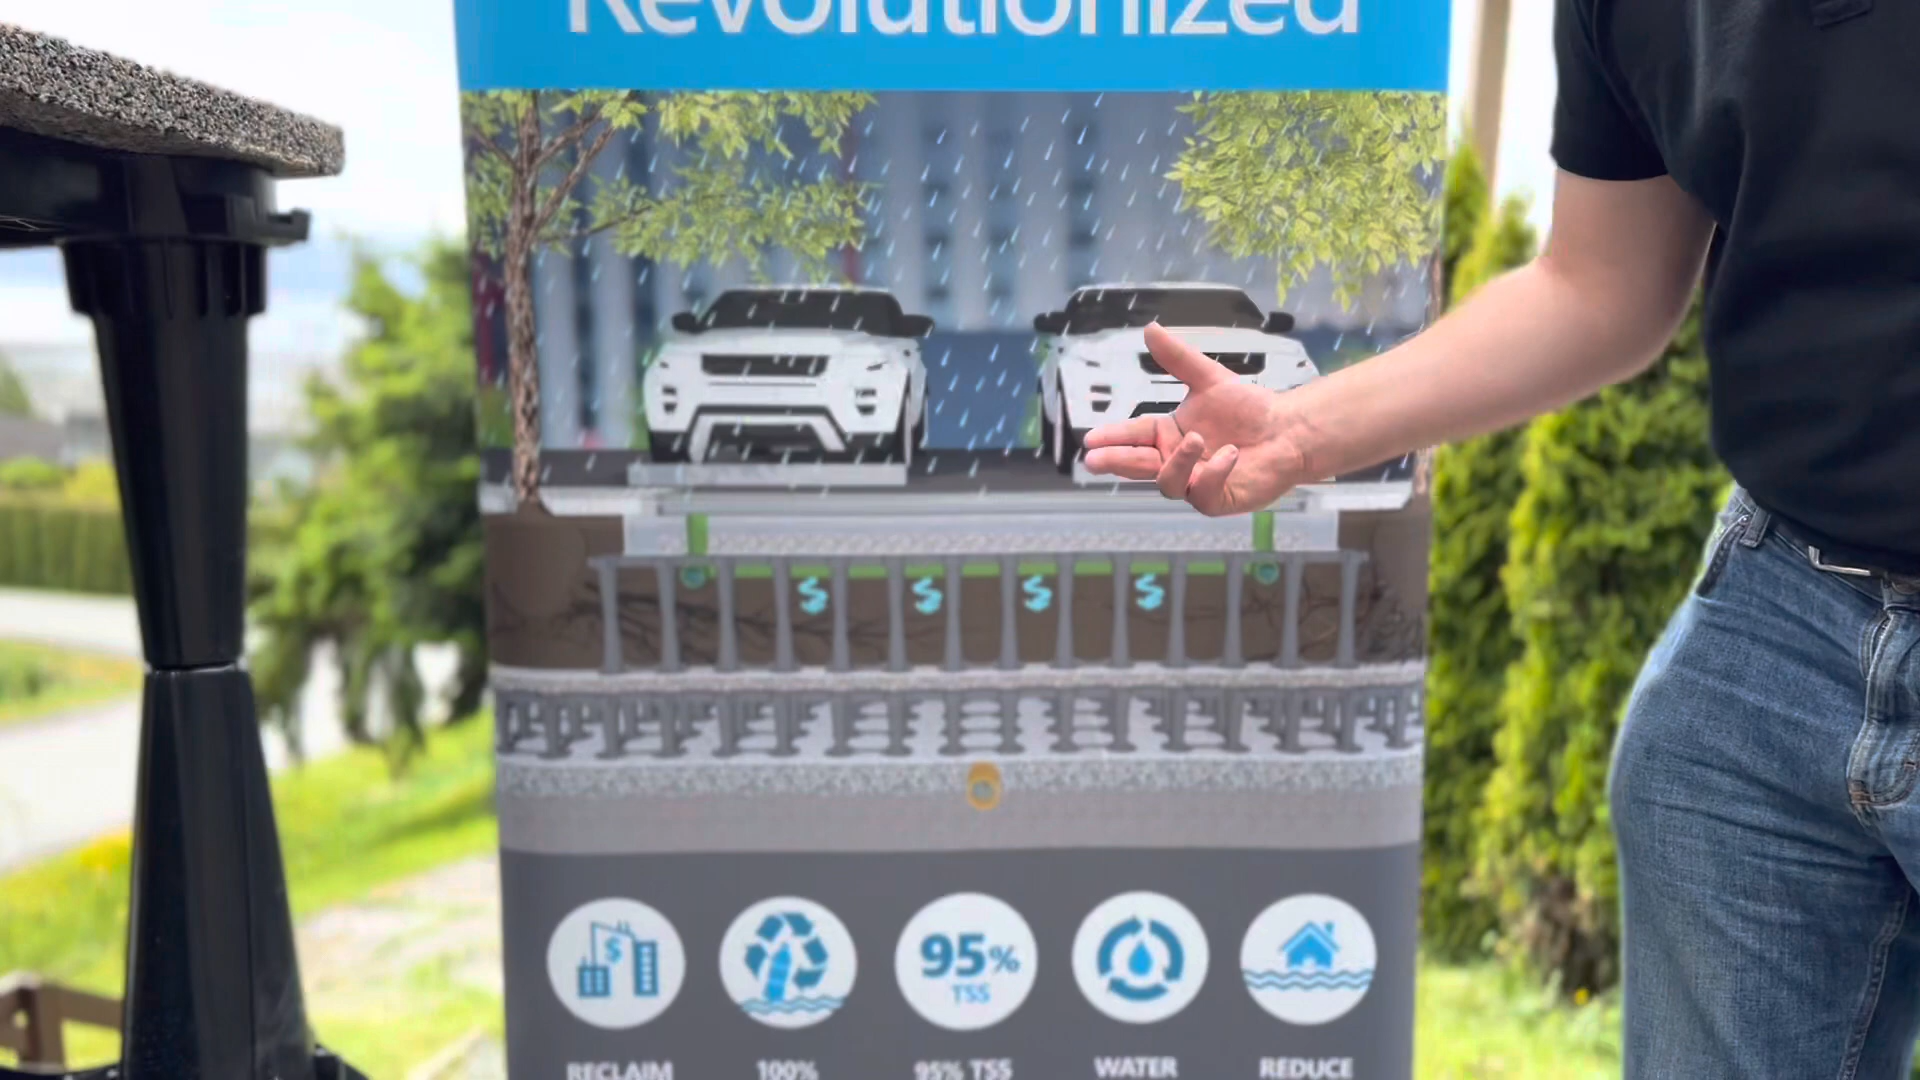 Revolutionized
$
95%
TSS
RECLAIM
100%
95% TSS
WATER
REDUCE